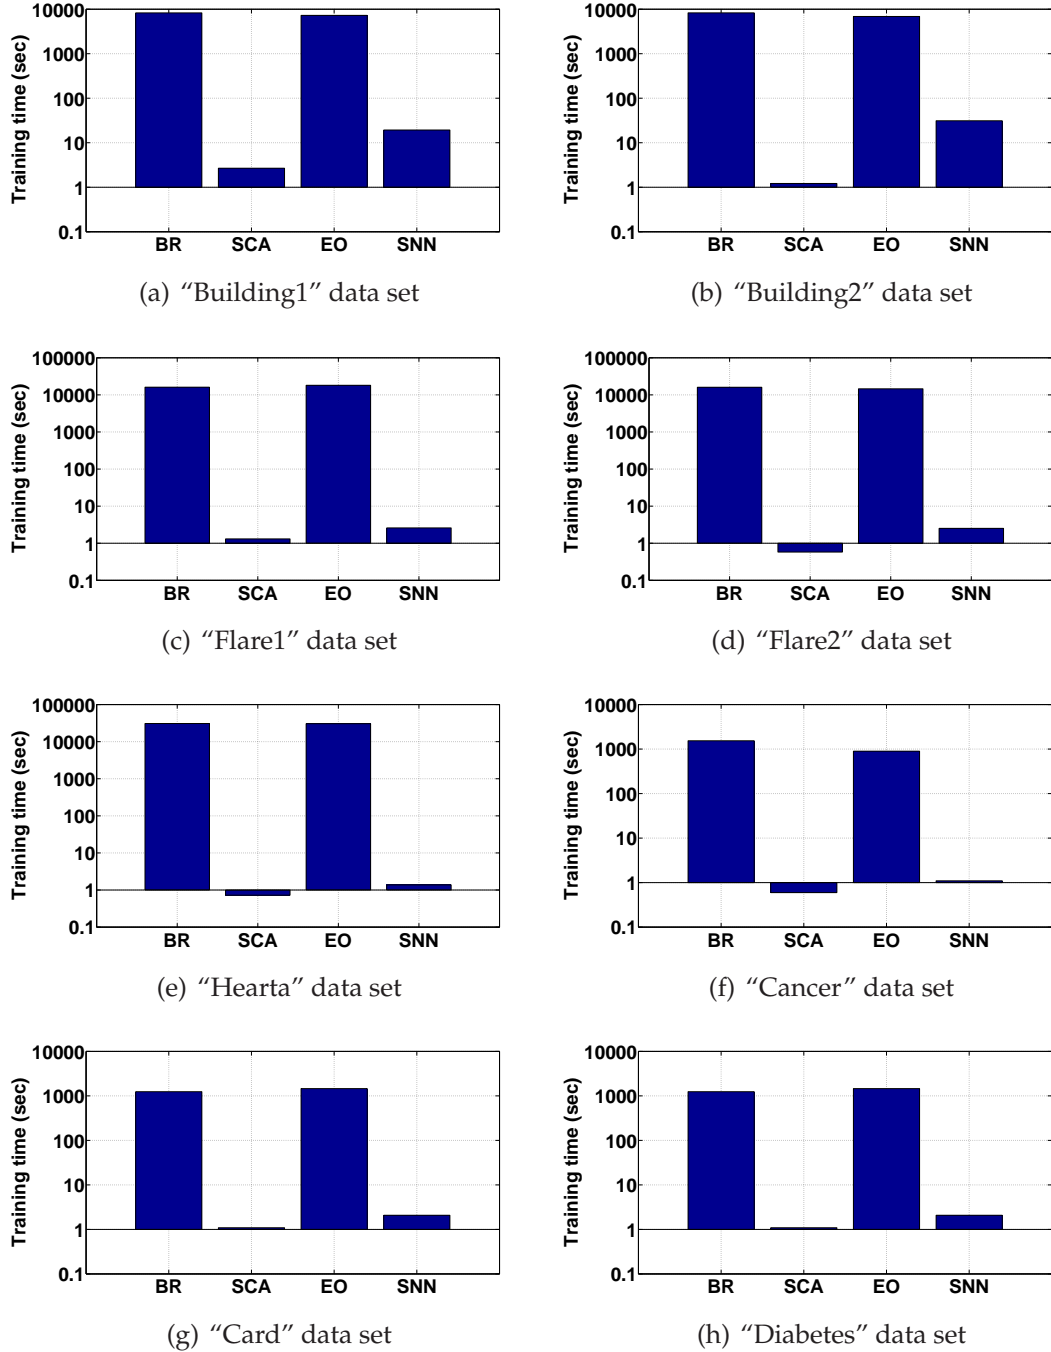 10000
1000
100
10
1
0.1
Training time (sec)
BR SCA EO SNN
(a) “Building1” data set
10000
1000
100
10
1
0.1
Training time (sec)
BR SCA EO SNN
(b) “Building2” data set
100000
10000
1000
100
10
1
0.1
Training time (sec)
BR SCA EO SNN
(c) “Flare1” data set
100000
10000
1000
100
10
1
0.1
Training time (sec)
BR SCA EO SNN
(d) “Flare2” data set
100000
10000
1000
100
10
1
0.1
Training time (sec)
BR SCA EO SNN
(e) “Hearta” data set
10000
1000
100
10
1
0.1
Training time (sec)
BR SCA EO SNN
(f) “Cancer” data set
10000
1000
100
10
1
0.1
Training time (sec)
BR SCA EO SNN
(g) “Card” data set
10000
1000
100
10
1
0.1
Training time (sec)
BR SCA EO SNN
(h) “Diabetes” data set